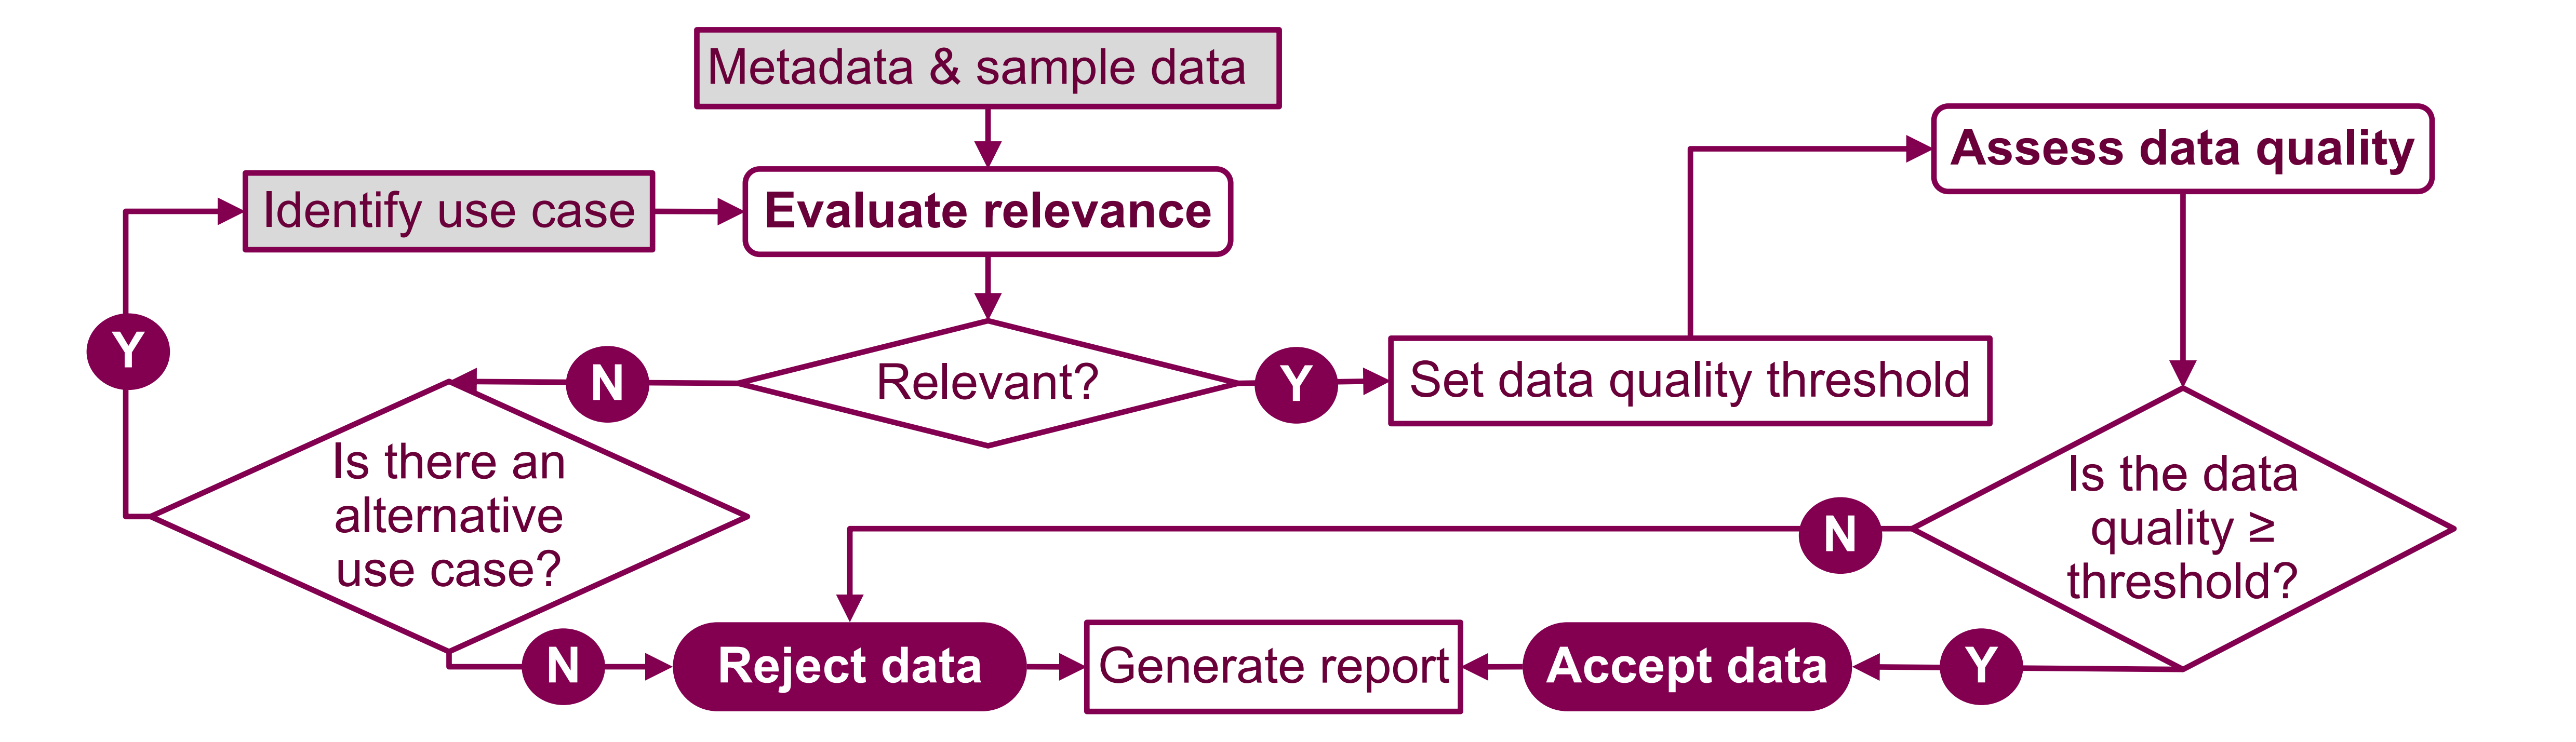 Metadata & sample data
Identify use case
Evaluate relevance
Assess data quality
Y
N
Relevant?
Y
Set data quality threshold
Is there an
alternative
use case?
N
Is the data
quality ≥
threshold?
N
Reject data
Generate report
Accept data
Y